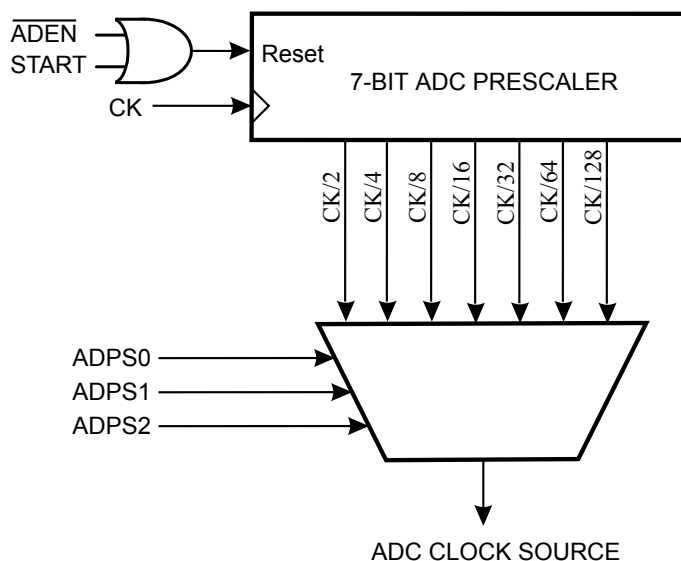 ADEN
START
Reset
7-BIT ADC PRESCALER
CK
CK/2
CK/4
CK/8
CK/16
CK/32
CK/64
CK/128
ADPS0
ADPS1
ADPS2
ADC CLOCK SOURCE